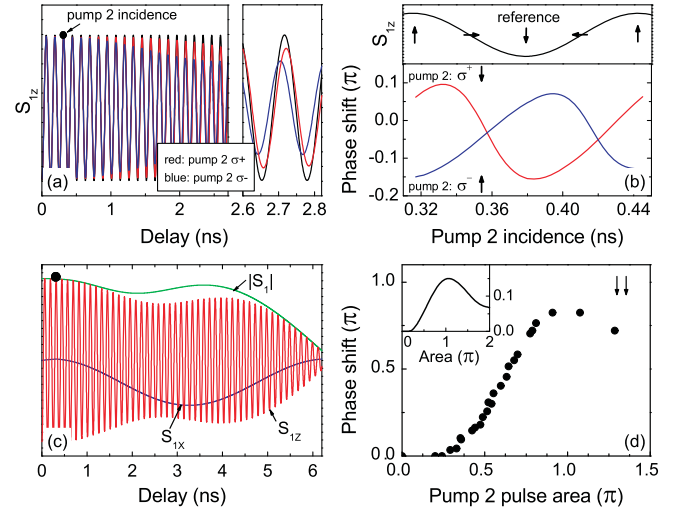 pump 2 incidence
S1z
(a)
red: pump 2 σ+
blue: pump 2 σ-
0 1 2 2.6 2.7 2.8
Delay (ns)
S1z
reference
pump 2: σ+
0.1
0.0
-0.1
-0.2
Phase shift (π)
pump 2: σ-
(b)
0.32 0.36 0.40 0.44
Pump 2 incidence (ns)
|S1|
S1X
S1Z
(c)
0 1 2 3 4 5 6
Delay (ns)
1.0
0.5
0.0
Phase shift (π)
0.1
0.0
0 1 2
Area (π)
(d)
0.0 0.5 1.0 1.5
Pump 2 pulse area (π)